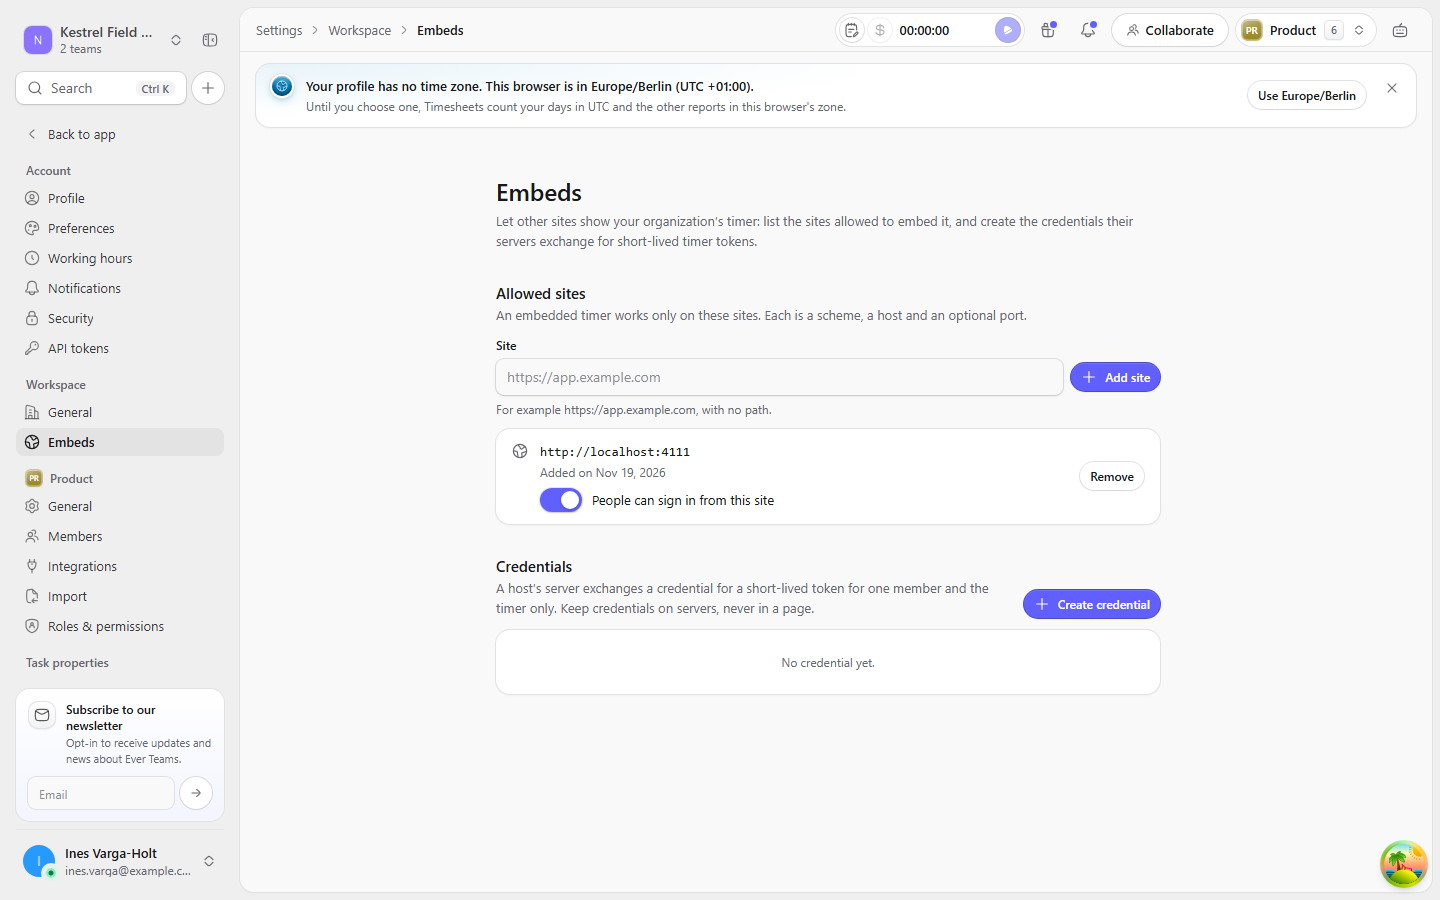 N
Kestrel Field ...
2 teams
Search
Ctrl K
Back to app
Account
Profile
Preferences
Working hours
Notifications
Security
API tokens
Workspace
General
Embeds
PR Product
General
Members
Integrations
Import
Roles & permissions
Task properties
Subscribe to our
newsletter
Opt-in to receive updates and
news about Ever Teams.
Email
I
Ines Varga-Holt
ines.varga@example.c...
Settings > Workspace > Embeds
00:00:00
Collaborate
PR Product 6
Your profile has no time zone. This browser is in Europe/Berlin (UTC +01:00).
Until you choose one, Timesheets count your days in UTC and the other reports in this browser's zone.
Use Europe/Berlin
Embeds
Let other sites show your organization's timer: list the sites allowed to embed it, and create the credentials their
servers exchange for short-lived timer tokens.
Allowed sites
An embedded timer works only on these sites. Each is a scheme, a host and an optional port.
Site
https://app.example.com
Add site
For example https://app.example.com, with no path.
http://localhost:4111
Added on Nov 19, 2026
People can sign in from this site
Remove
Credentials
A host's server exchanges a credential for a short-lived token for one member and the
timer only. Keep credentials on servers, never in a page.
Create credential
No credential yet.